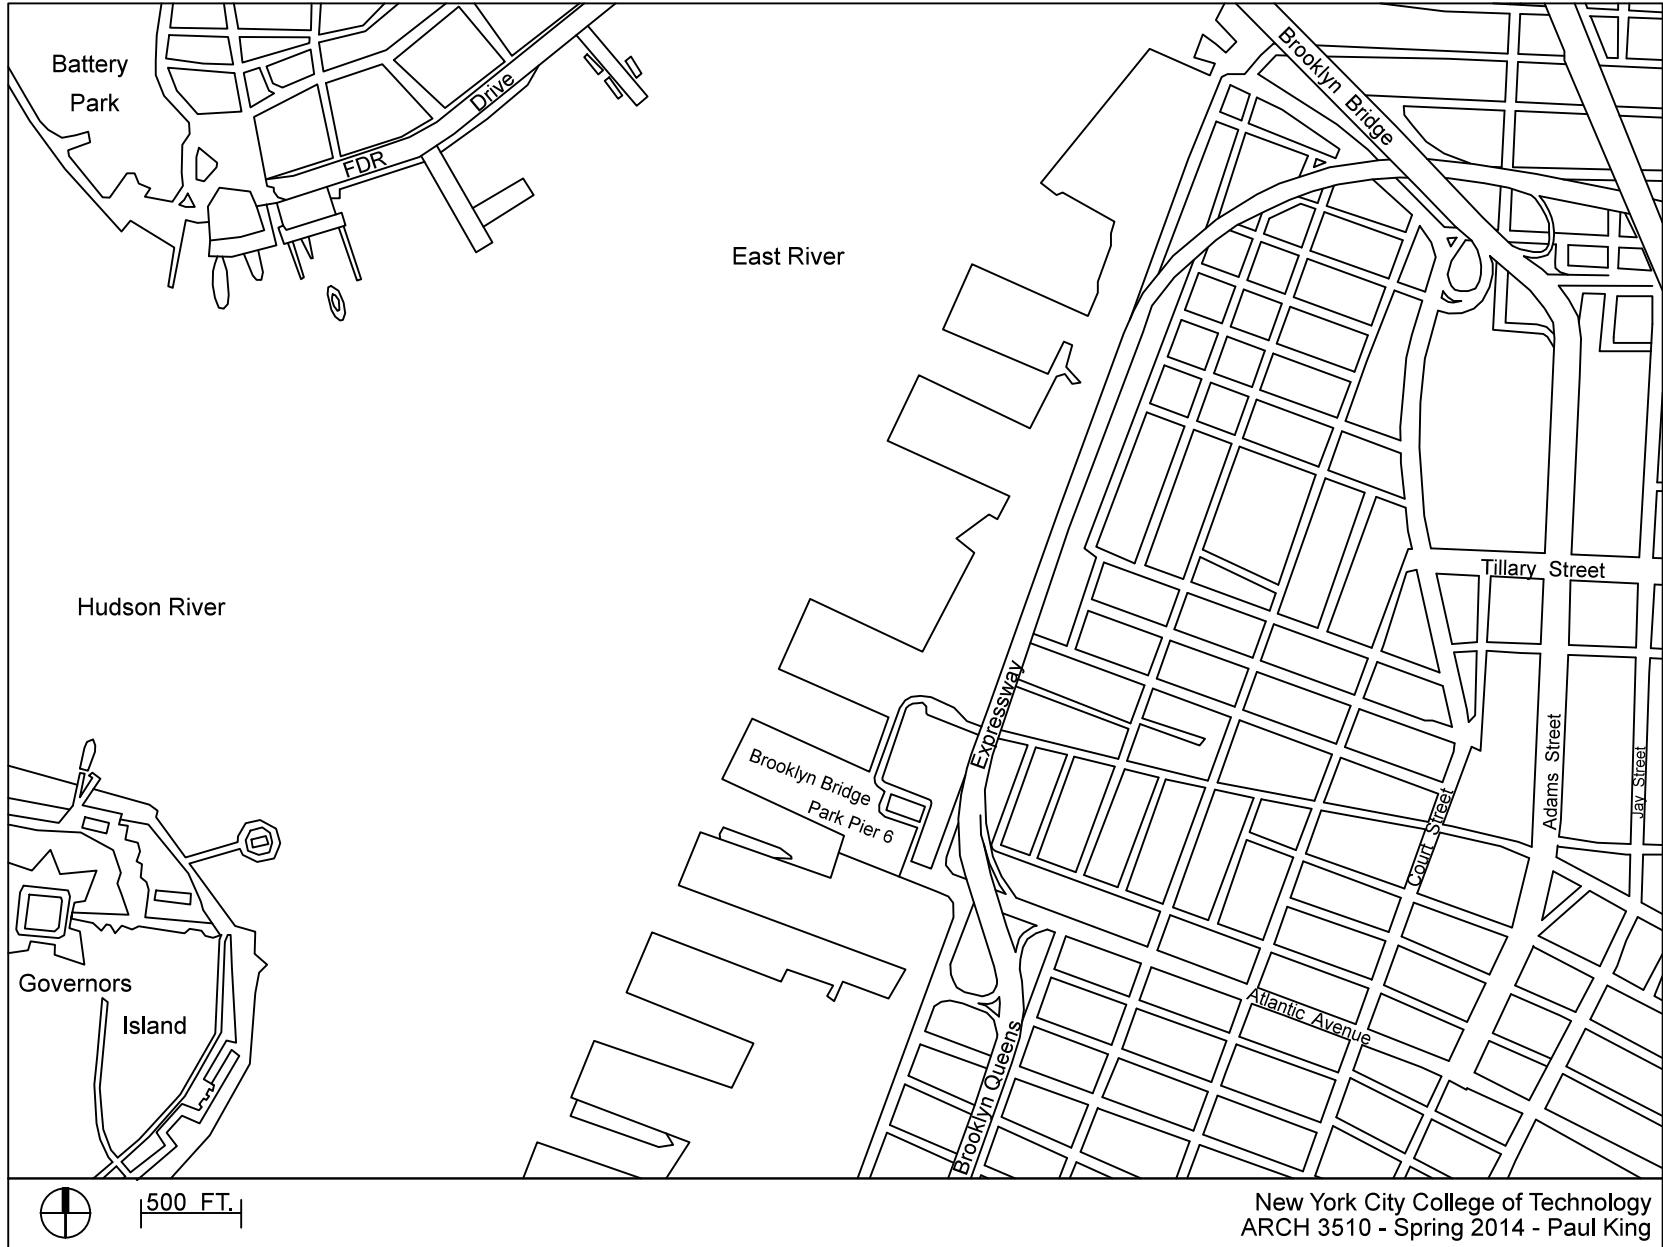 Battery
Park
FDR
Drive
Brooklyn Bridge
East River
Hudson River
Tillary Street
Expressway
Brooklyn Bridge
Park Pier 6
Court Street
Adams Street
Jay Street
Governors
Island
Atlantic Avenue
Brooklyn Queens
500 FT.
New York City College of Technology
ARCH 3510 - Spring 2014 - Paul King